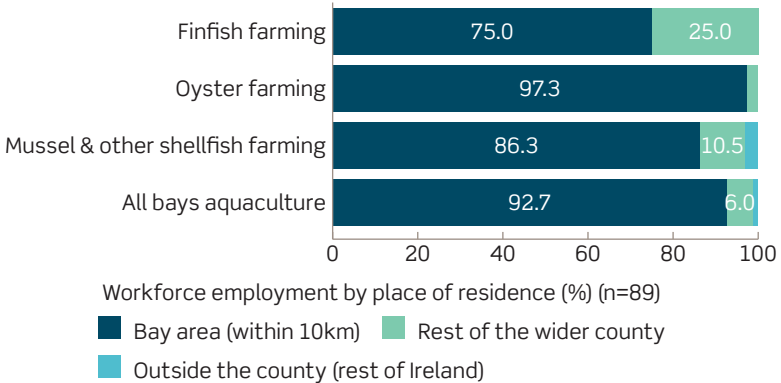 Finfish farming 75.0 25.0
Oyster farming 97.3
Mussel & other shellfish farming 86.3 10.5
All bays aquaculture 92.7 6.0
0 20 40 60 80 100
Workforce employment by place of residence (%) (n=89)
Bay area (within 10km) Rest of the wider county
Outside the county (rest of Ireland)